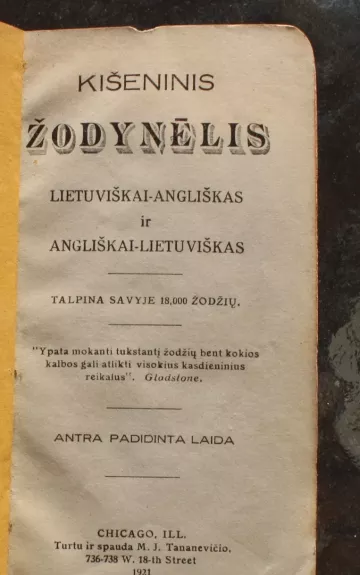 KIŠENINIS
ŽODYNĖLIS
LIETUVIŠKAI-ANGLIŠKAS
ir
ANGLIŠKAI-LIETUVIŠKAS
TALPINA SAVYJE 18,000 ŽODŽIŲ.
"Ypata mokanti tukstantį žodžių bent kokios
kalbos gali atlikti visokius kasdieninius
reikalus". Gladstone.
ANTRA PADIDINTA LAIDA
CHICAGO, ILL.
Turtu ir spauda M. J. Tananevičio,
736-738 W. 18-th Street
1921